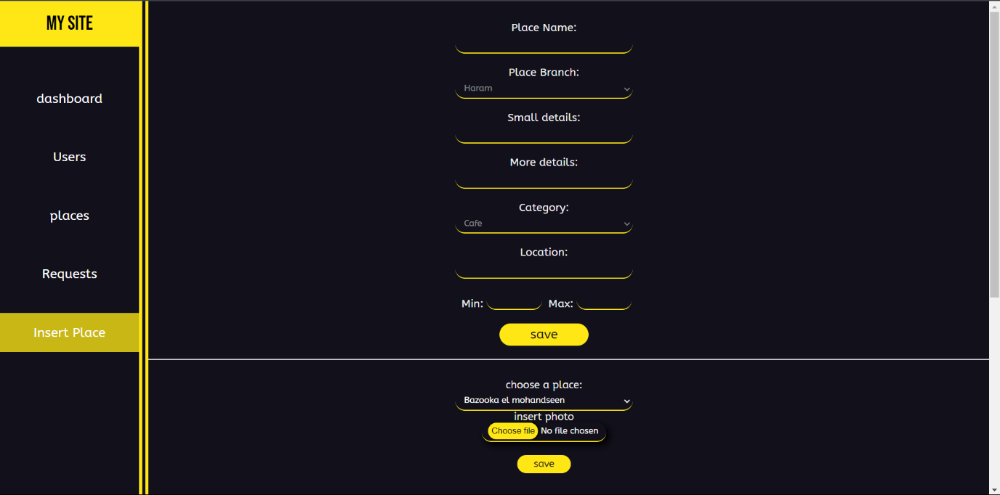 MY SITE
dashboard
Users
places
Requests
Insert Place
Place Name:
Place Branch:
Haram
Small details:
More details:
Category:
Cafe
Location:
Min: Max:
save
choose a place:
Bazooka el mohandseen
insert photo
Choose file No file chosen
save